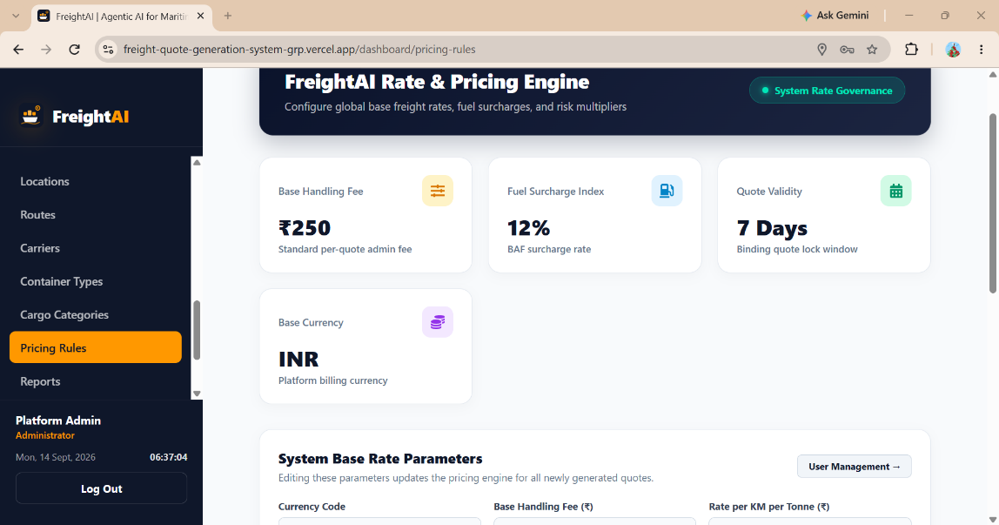 FreightAI | Agentic AI for Mariti
Ask Gemini
freight-quote-generation-system-grp.vercel.app/dashboard/pricing-rules
FreightAI
Locations
Routes
Carriers
Container Types
Cargo Categories
Pricing Rules
Reports
Platform Admin
Administrator
Mon, 14 Sept, 2026 06:37:04
Log Out
FreightAI Rate & Pricing Engine
Configure global base freight rates, fuel surcharges, and risk multipliers
System Rate Governance
Base Handling Fee
₹250
Standard per-quote admin fee
Fuel Surcharge Index
12%
BAF surcharge rate
Quote Validity
7 Days
Binding quote lock window
Base Currency
INR
Platform billing currency
System Base Rate Parameters
Editing these parameters updates the pricing engine for all newly generated quotes.
User Management →
Currency Code
Base Handling Fee (₹)
Rate per KM per Tonne (₹)